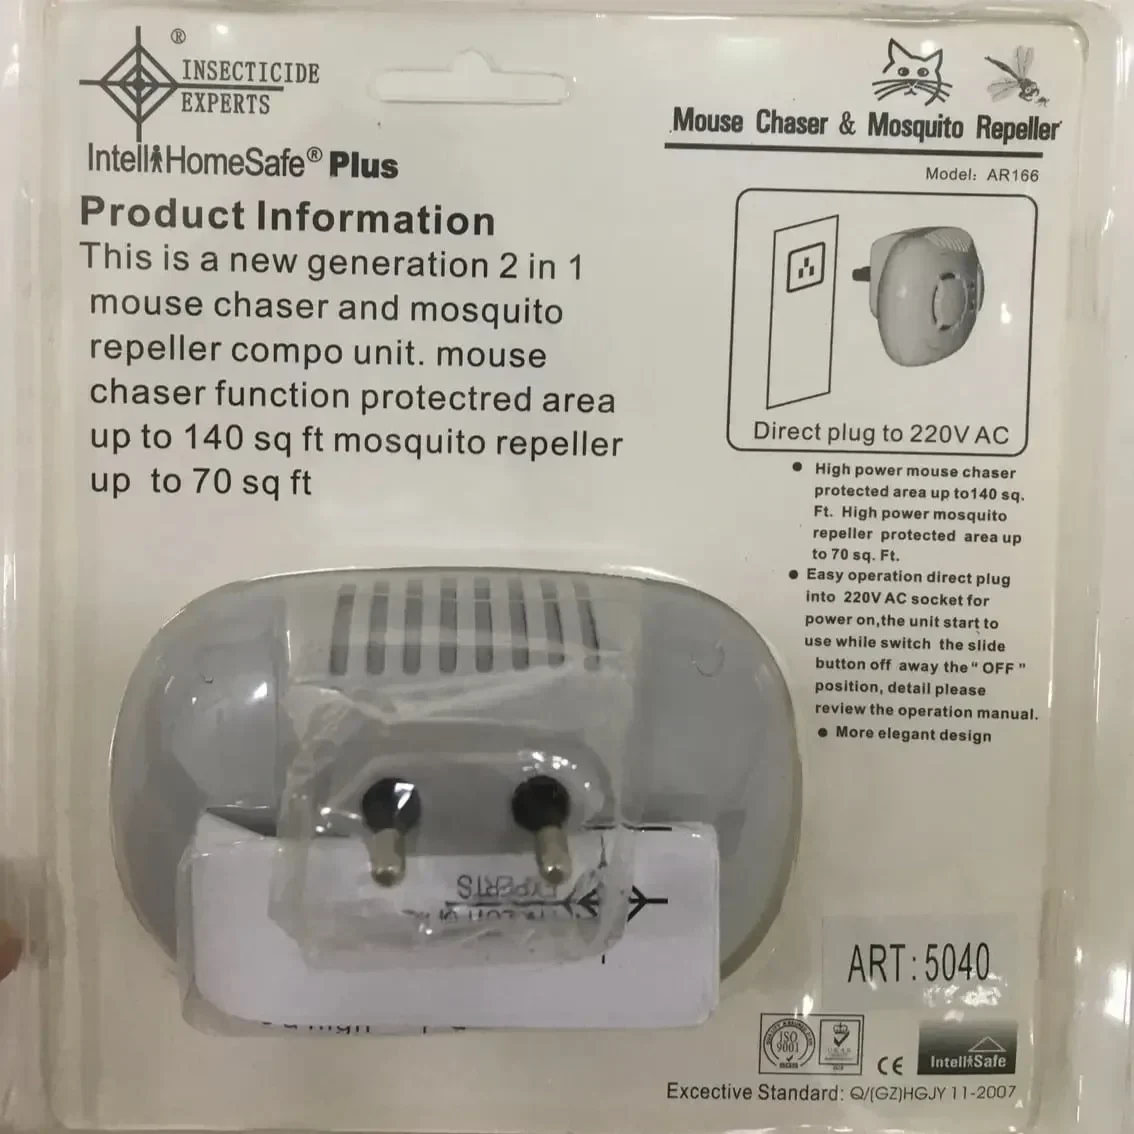 ®
INSECTICIDE
EXPERTS
IntelliHomeSafe® Plus
Mouse Chaser & Mosquito Repeller
Model: AR166
Product Information
This is a new generation 2 in 1
mouse chaser and mosquito
repeller compo unit. mouse
chaser function protectred area
up to 140 sq ft mosquito repeller
up to 70 sq ft
Direct plug to 220V AC
● High power mouse chaser
protected area up to140 sq.
Ft. High power mosquito
repeller protected area up
to 70 sq. Ft.
● Easy operation direct plug
into 220V AC socket for
power on,the unit start to
use while switch the slide
button off away the “ OFF ”
position, detail please
review the operation manual.
● More elegant design
EXPERTS
ART: 5040
ISO
9001
SGS
CE
IntelliSafe
Excective Standard: Q/(GZ)HGJY 11-2007